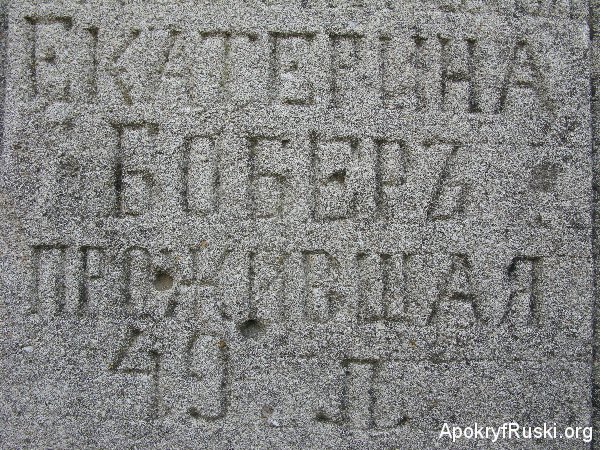 ЕКАТЕРИНА
БОБЕРЪ
ПРОЖИВШАЯ
49 Л
ApokryfRuski.org